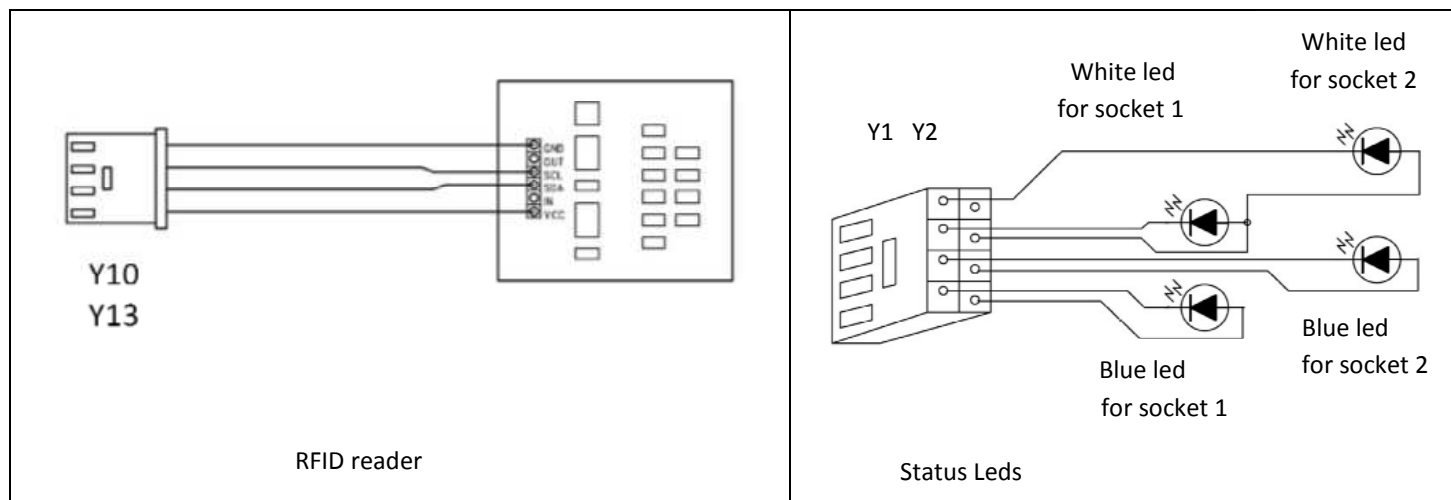 GND
OUT
SCL
SDA
IN
VCC
Y10
Y13
RFID reader
White led
for socket 2
White led
for socket 1
Y1 Y2
Blue led
for socket 2
Blue led
for socket 1
Status Leds